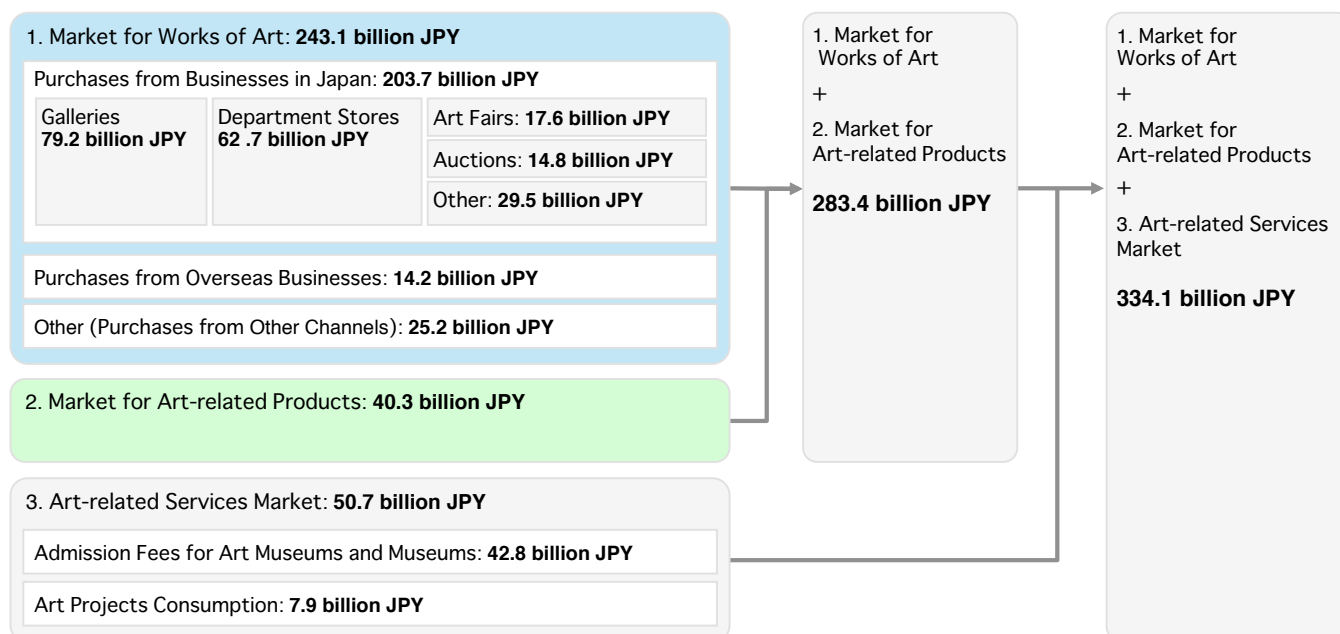 1. Market for Works of Art: 243.1 billion JPY
Purchases from Businesses in Japan: 203.7 billion JPY
Galleries
79.2 billion JPY
Department Stores
62 .7 billion JPY
Art Fairs: 17.6 billion JPY
Auctions: 14.8 billion JPY
Other: 29.5 billion JPY
Purchases from Overseas Businesses: 14.2 billion JPY
Other (Purchases from Other Channels): 25.2 billion JPY
2. Market for Art-related Products: 40.3 billion JPY
3. Art-related Services Market: 50.7 billion JPY
Admission Fees for Art Museums and Museums: 42.8 billion JPY
Art Projects Consumption: 7.9 billion JPY
1. Market for
Works of Art
+
2. Market for
Art-related Products
283.4 billion JPY
1. Market for
Works of Art
+
2. Market for
Art-related Products
+
3. Art-related Services
Market
334.1 billion JPY